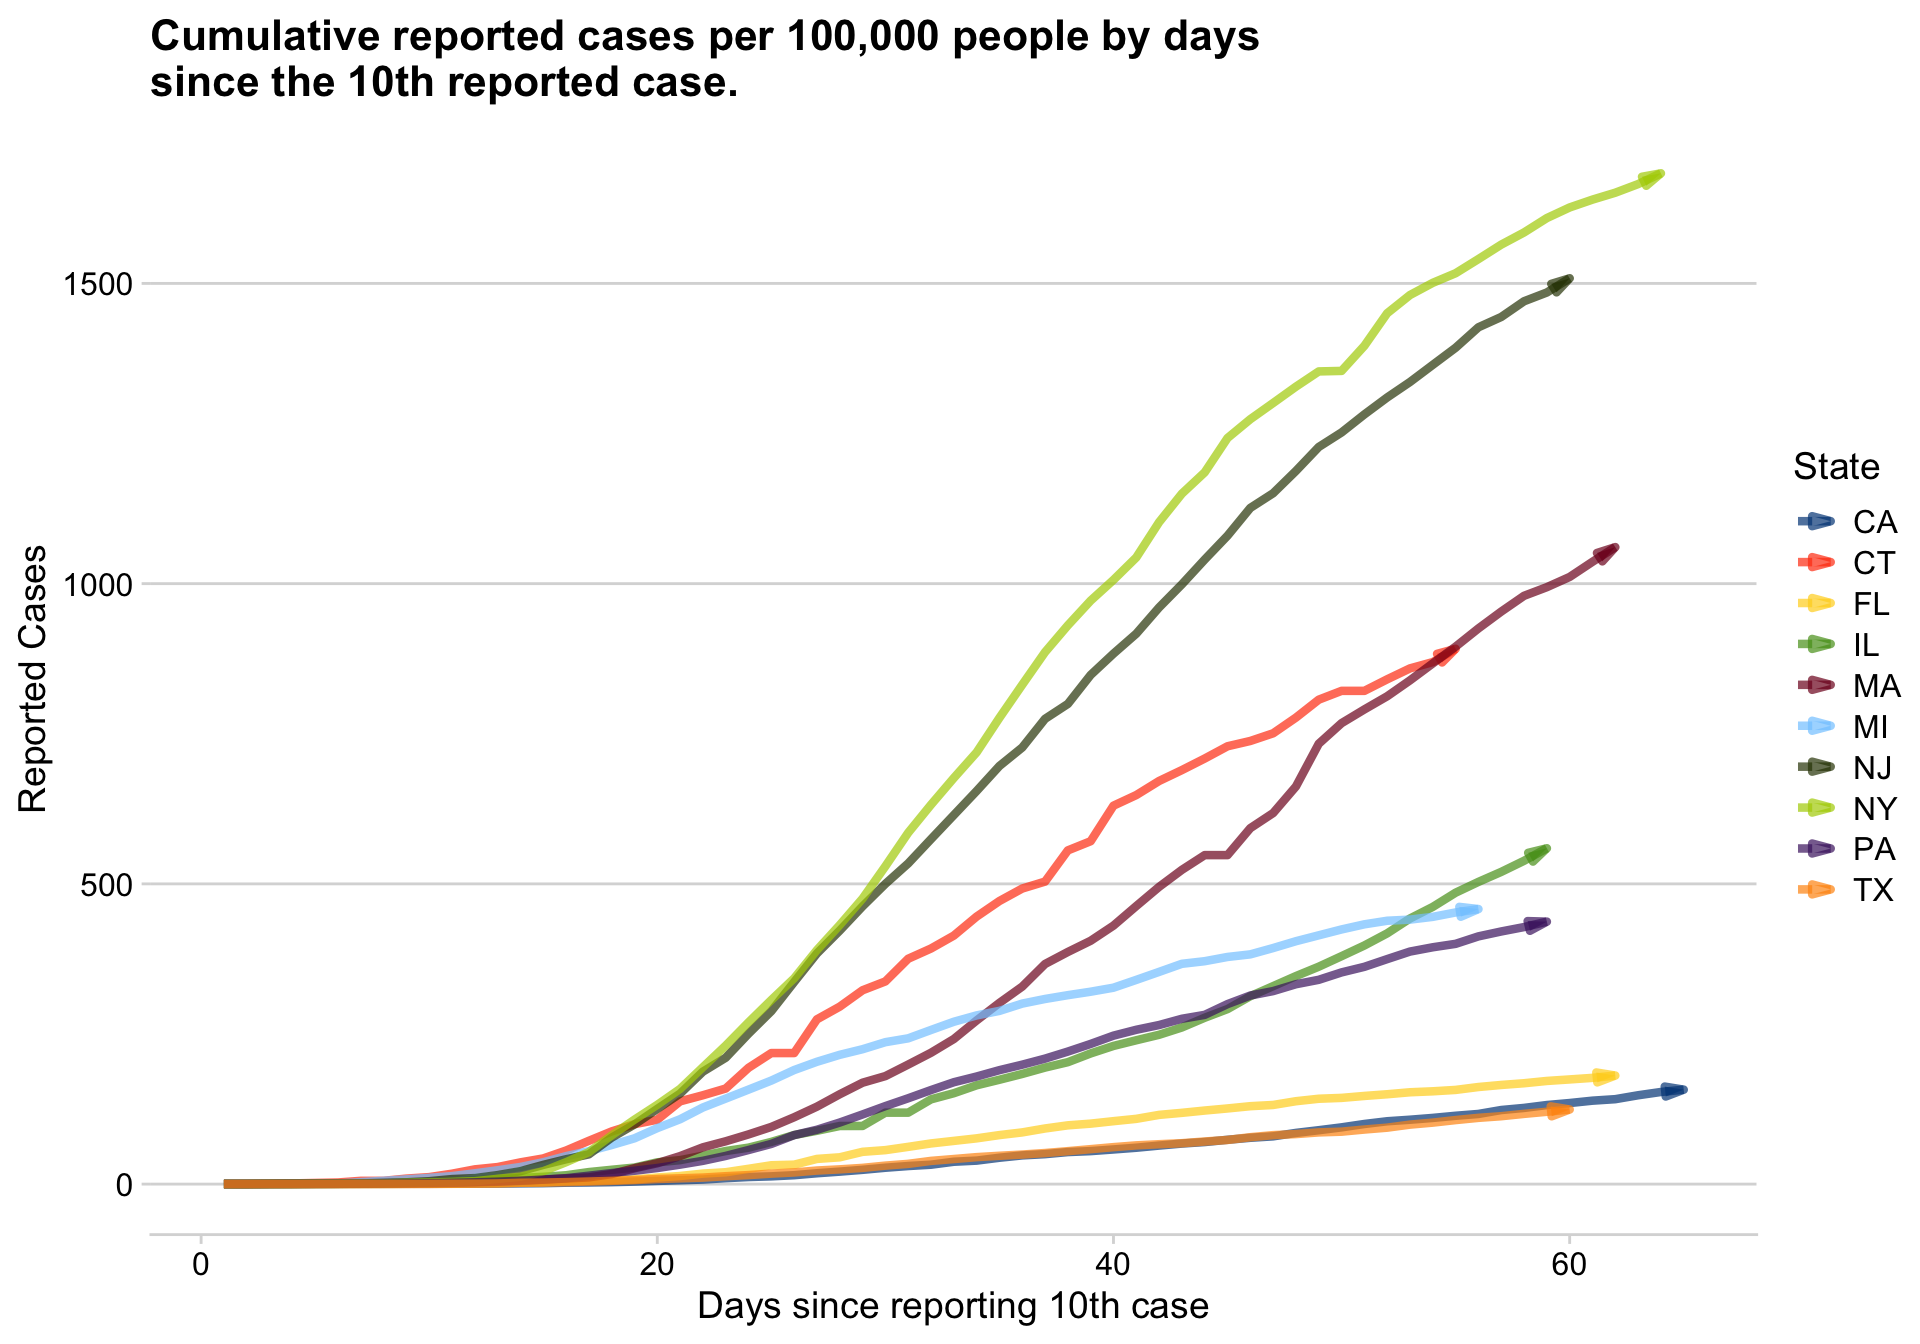 Cumulative reported cases per 100,000 people by days
since the 10th reported case.
1500
1000
500
0
Reported Cases
0 20 40 60
Days since reporting 10th case
State
CA
CT
FL
IL
MA
MI
NJ
NY
PA
TX